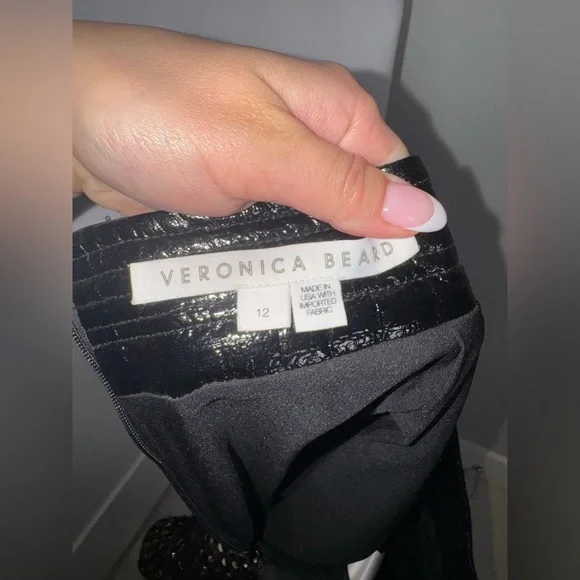 VERONICA BEARD
12
MADE IN
USA WITH
IMPORTED
FABRIC